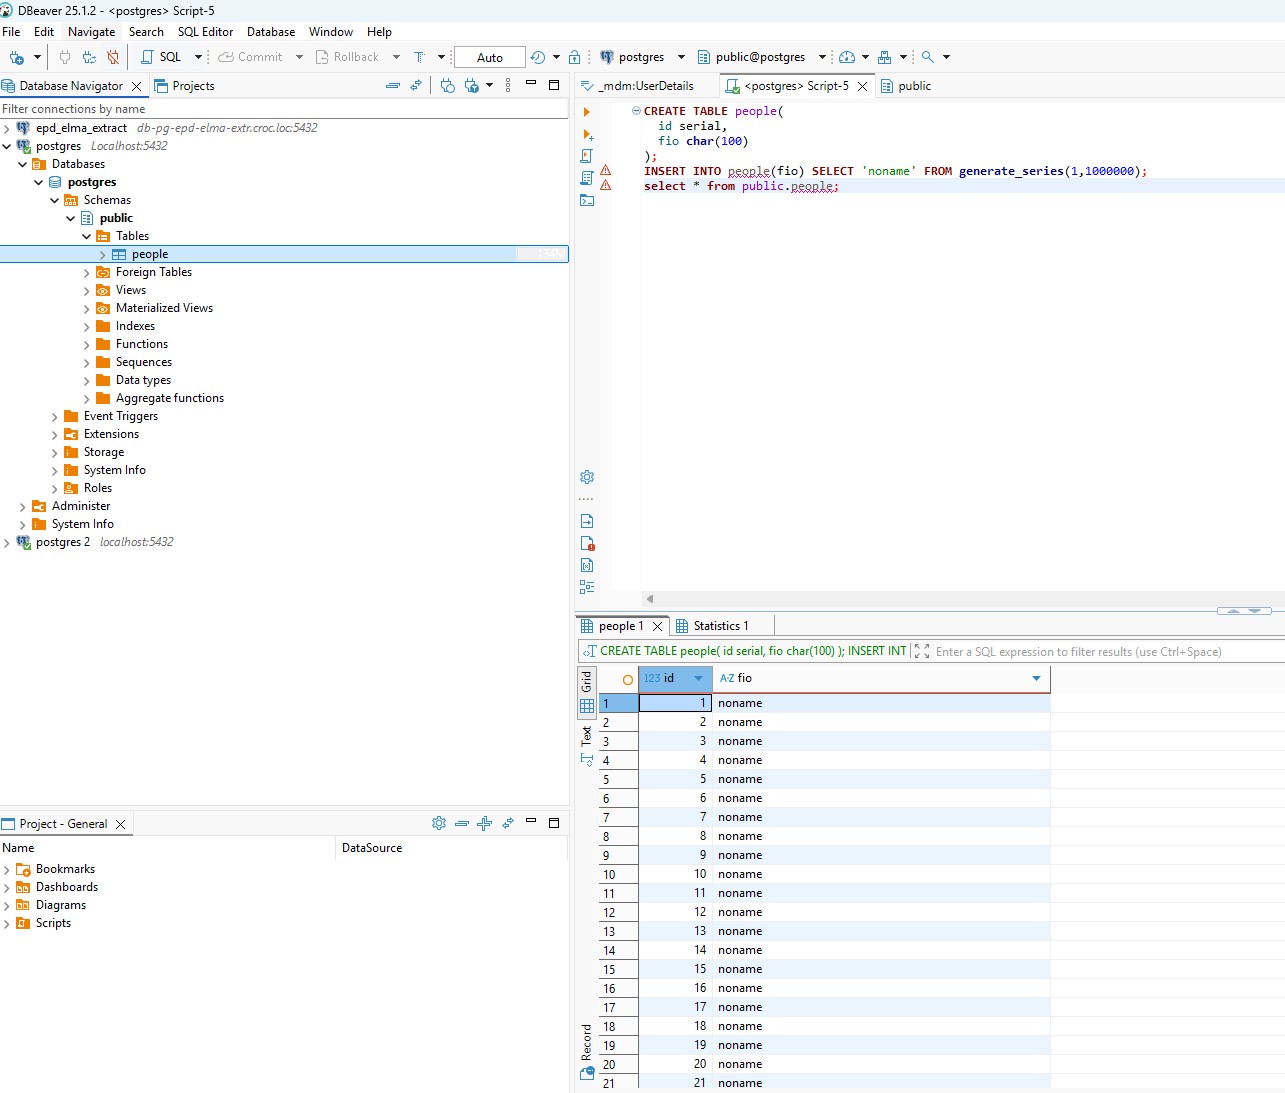 DBeaver 25.1.2 - <postgres> Script-5
File Edit Navigate Search SQL Editor Database Window Help
SQL Commit Rollback T Auto postgres public@postgres
Database Navigator Projects
Filter connections by name
epd_elma_extract db-pg-epd-elma-extr.croc.loc:5432
postgres Localhost:5432
Databases
postgres
Schemas
public
Tables
people
Foreign Tables
Views
Materialized Views
Indexes
Functions
Sequences
Data types
Aggregate functions
Event Triggers
Extensions
Storage
System Info
Roles
Administer
System Info
postgres 2 localhost:5432
Project - General
Name DataSource
Bookmarks
Dashboards
Diagrams
Scripts
_mdm:UserDetails <postgres> Script-5 public
CREATE TABLE people(
id serial,
fio char(100)
);
INSERT INTO people(fio) SELECT 'noname' FROM generate_series(1,1000000);
select * from public.people;
people 1 Statistics 1
CREATE TABLE people( id serial, fio char(100) ); INSERT INT Enter a SQL expression to filter results (use Ctrl+Space)
Grid
Text
Record
123 id A-Z fio
1 1 noname
2 2 noname
3 3 noname
4 4 noname
5 5 noname
6 6 noname
7 7 noname
8 8 noname
9 9 noname
10 10 noname
11 11 noname
12 12 noname
13 13 noname
14 14 noname
15 15 noname
16 16 noname
17 17 noname
18 18 noname
19 19 noname
20 20 noname
21 21 noname